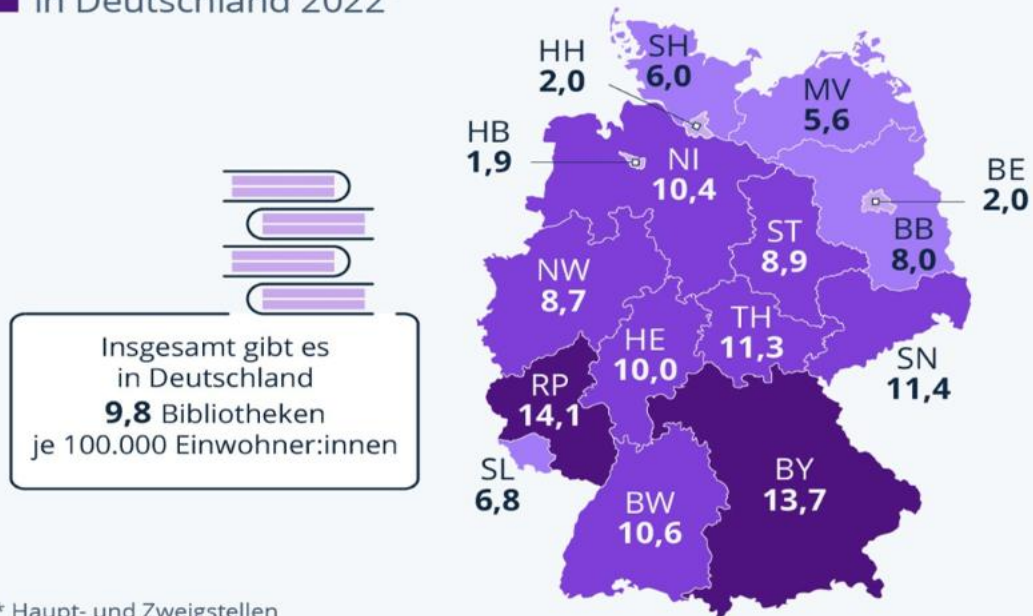 in Deutschland 2022
HH
2,0
SH
6,0
MV
5,6
HB
1,9
NI
10,4
BE
2,0
ST
8,9
BB
8,0
NW
8,7
TH
11,3
HE
10,0
SN
11,4
RP
14,1
SL
6,8
BY
13,7
BW
10,6
Insgesamt gibt es
in Deutschland
9,8 Bibliotheken
je 100.000 Einwohner:innen
* Haupt- und Zweigstellen